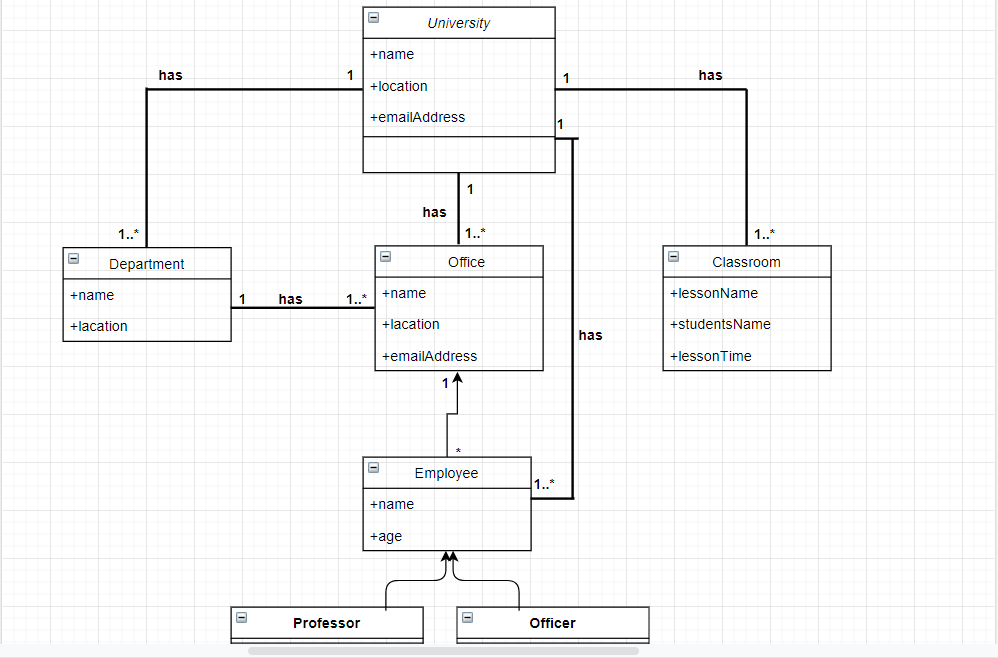 University
+name
+location
+emailAddress
has
1
1
has
1
1
has
1..*
1..*
1..*
Department
+name
+lacation
1
has
1..*
Office
+name
+lacation
+emailAddress
Classroom
+lessonName
+studentsName
+lessonTime
has
1
*
Employee
+name
+age
1..*
Professor
Officer